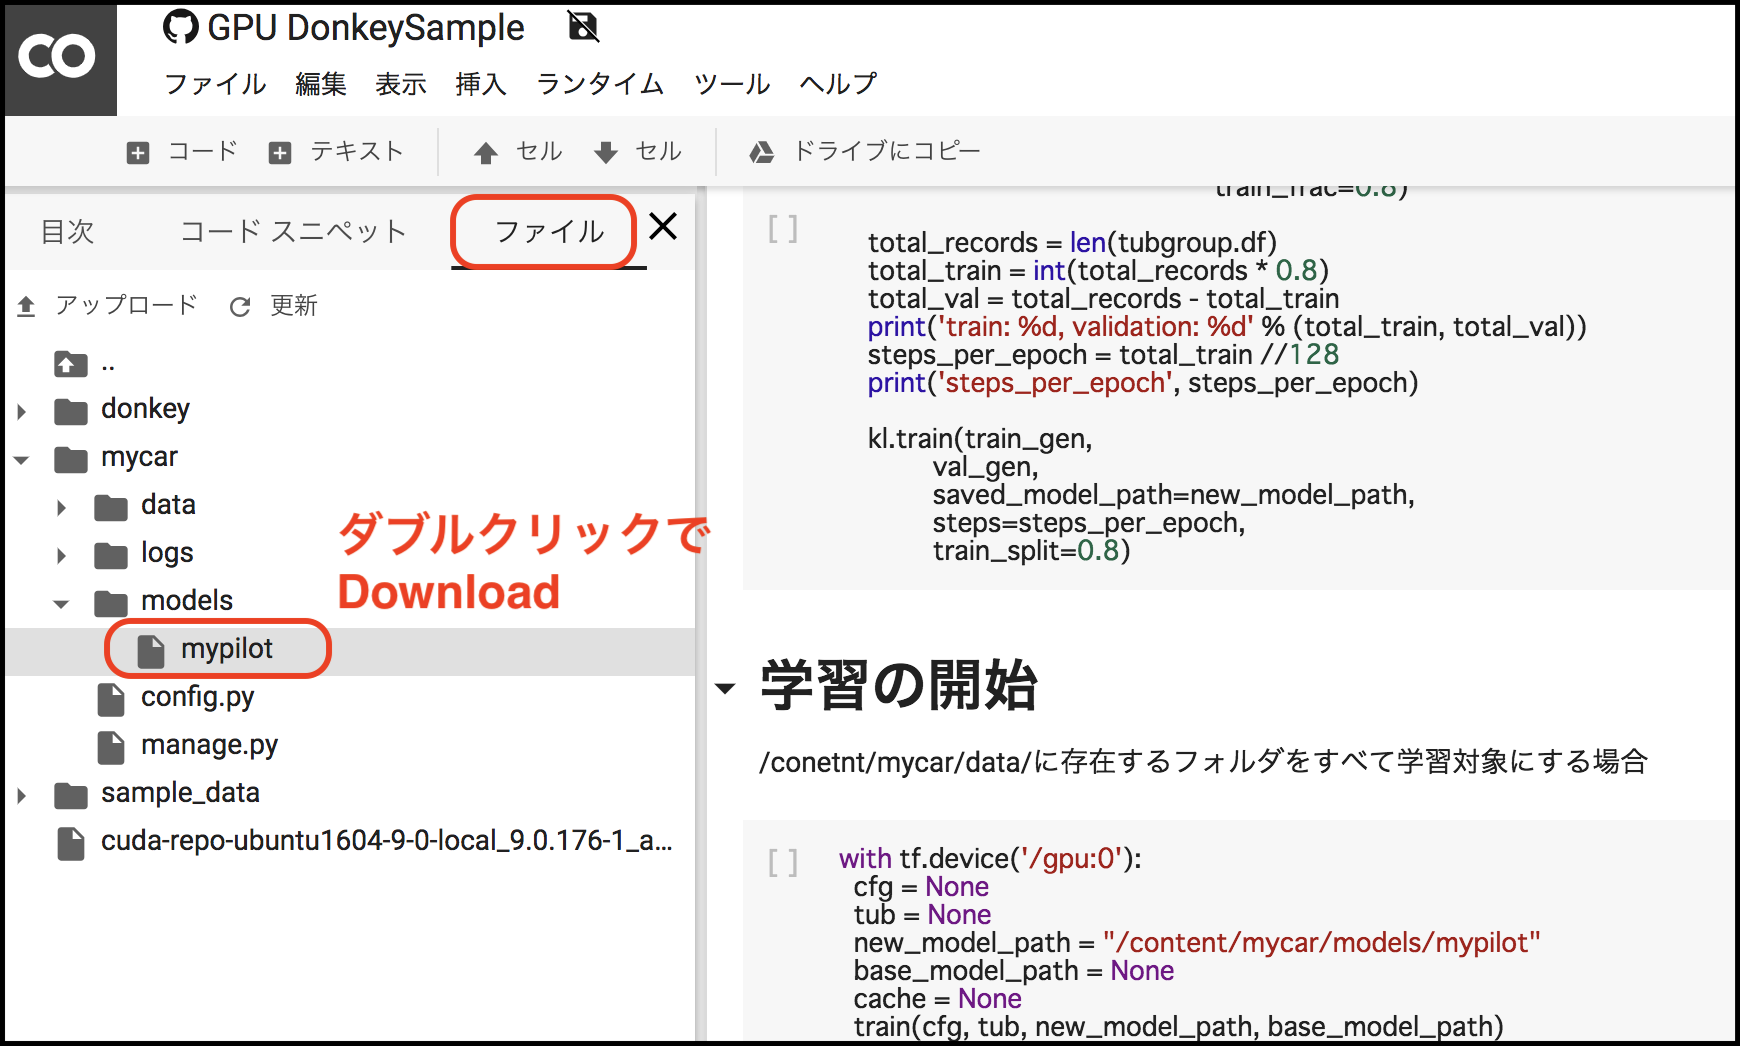 GPU DonkeySample
ファイル 編集 表示 挿入 ランタイム ツール ヘルプ
コード テキスト セル セル ドライブにコピー
目次 コード スニペット ファイル
アップロード 更新
..
donkey
mycar
data
logs
models
mypilot
config.py
manage.py
sample_data
cuda-repo-ubuntu1604-9-0-local_9.0.176-1_a...
ダブルクリックで
Download
train_frac=0.8)
[ ]
total_records = len(tubgroup.df)
total_train = int(total_records * 0.8)
total_val = total_records - total_train
print('train: %d, validation: %d' % (total_train, total_val))
steps_per_epoch = total_train //128
print('steps_per_epoch', steps_per_epoch)
kl.train(train_gen,
val_gen,
saved_model_path=new_model_path,
steps=steps_per_epoch,
train_split=0.8)
学習の開始
/conetnt/mycar/data/に存在するフォルダをすべて学習対象にする場合
[ ]
with tf.device('/gpu:0'):
cfg = None
tub = None
new_model_path = "/content/mycar/models/mypilot"
base_model_path = None
cache = None
train(cfg, tub, new_model_path, base_model_path)